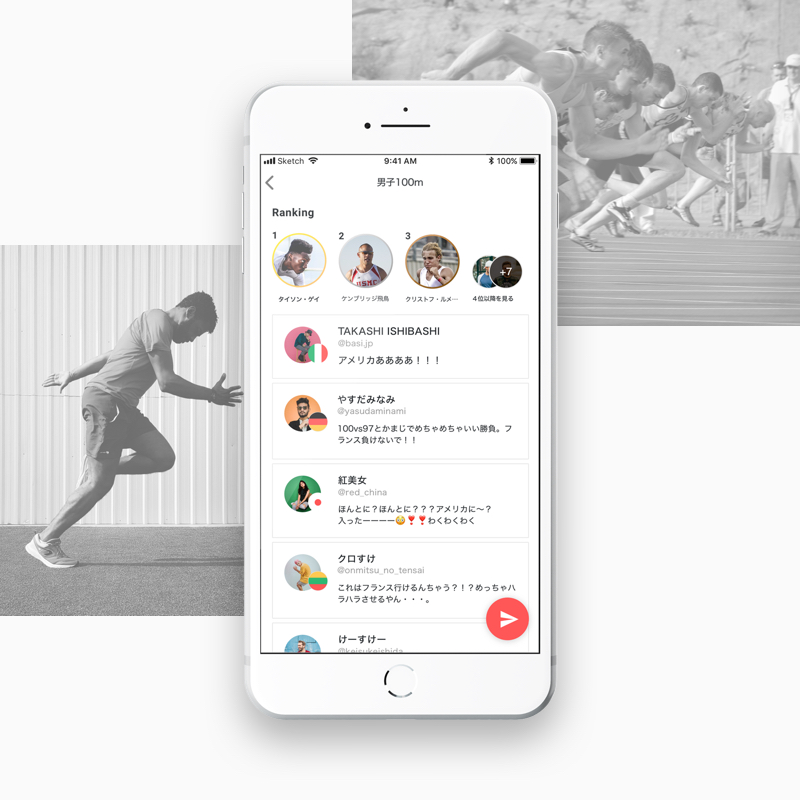 Sketch 9:41 AM 100%
男子100m
Ranking
1 2 3
+7
タイソン・ゲイ ケンブリッジ飛鳥 クリストフ・ルメ… 4位以降を見る
TAKASHI ISHIBASHI
@basi.jp
アメリカああああ！！！
やすだみなみ
@yasudaminami
100vs97とかまじでめちゃめちゃいい勝負。フ
ランス負けないで！！
紅美女
@red_china
ほんとに？ほんとに？？？アメリカに〜？
入ったーーーー😳❣️❣️わくわくわく
クロすけ
@onmitsu_no_tensai
これはフランス行けるんちゃう？！？めっちゃハ
ラハラさせるやん・・・。
けーすけー
@keisukeishida